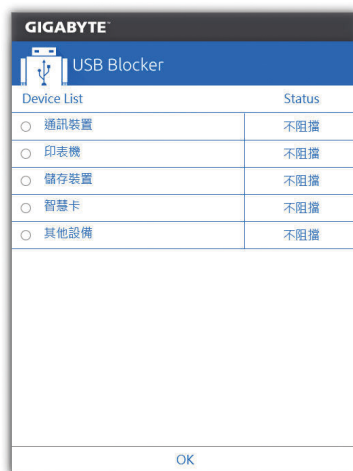 GIGABYTE™
USB Blocker
Device List Status
通訊裝置 不阻擋
印表機 不阻擋
儲存裝置 不阻擋
智慧卡 不阻擋
其他設備 不阻擋
OK